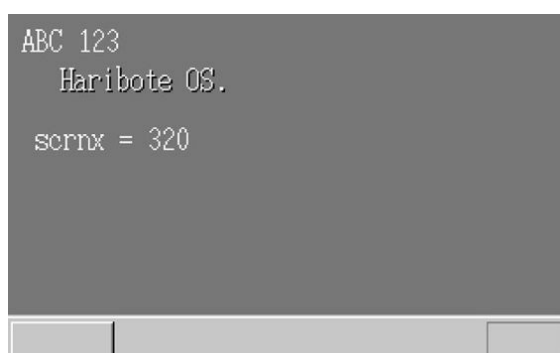 ABC 123
Haribote OS.
scrnx = 320